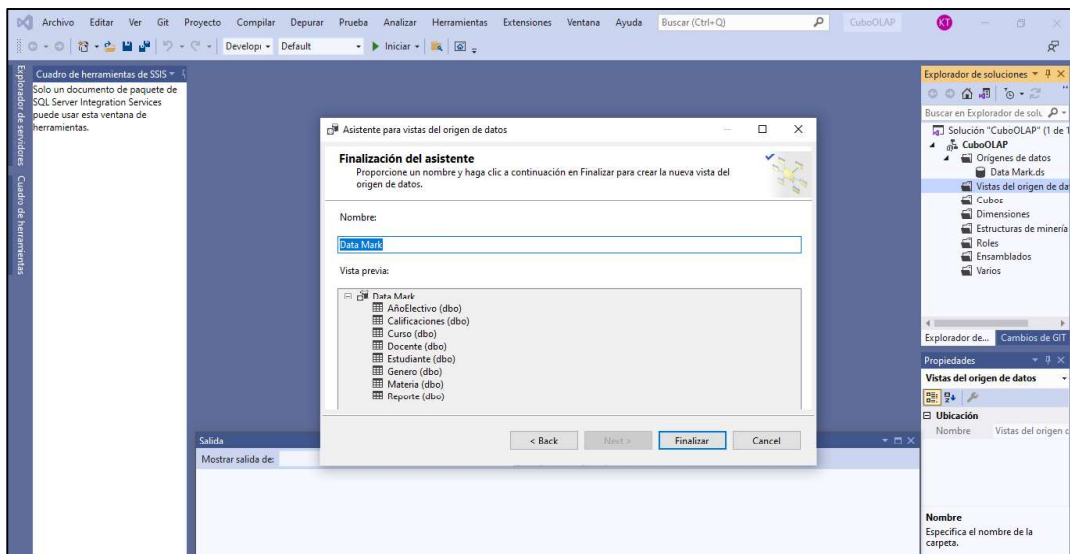 Archivo Editar Ver Git Proyecto Compilar Depurar Prueba Analizar Herramientas Extensiones Ventana Ayuda Buscar (Ctrl+Q) CuboOLAP KT
Develop Default Iniciar
Explorador de servidores
Cuadro de herramientas
Cuadro de herramientas de SSIS
Solo un documento de paquete de
SQL Server Integration Services
puede usar esta ventana de
herramientas.
Asistente para vistas del origen de datos
Finalización del asistente
Proporcione un nombre y haga clic a continuación en Finalizar para crear la nueva vista del
origen de datos.
Nombre:
Data Mark
Vista previa:
Data Mark
AñoElectivo (dbo)
Calificaciones (dbo)
Curso (dbo)
Docente (dbo)
Estudiante (dbo)
Genero (dbo)
Materia (dbo)
Reporte (dbo)
< Back Next > Finalizar Cancel
Salida
Mostrar salida de:
Explorador de soluciones
Buscar en Explorador de solu
Solución "CuboOLAP" (1 de 1
CuboOLAP
Orígenes de datos
Data Mark.ds
Vistas del origen de da
Cubos
Dimensiones
Estructuras de minería
Roles
Ensamblados
Varios
Explorador de... Cambios de GIT
Propiedades
Vistas del origen de datos
Ubicación
Nombre Vistas del origen d
Nombre
Especifica el nombre de la
carpeta.